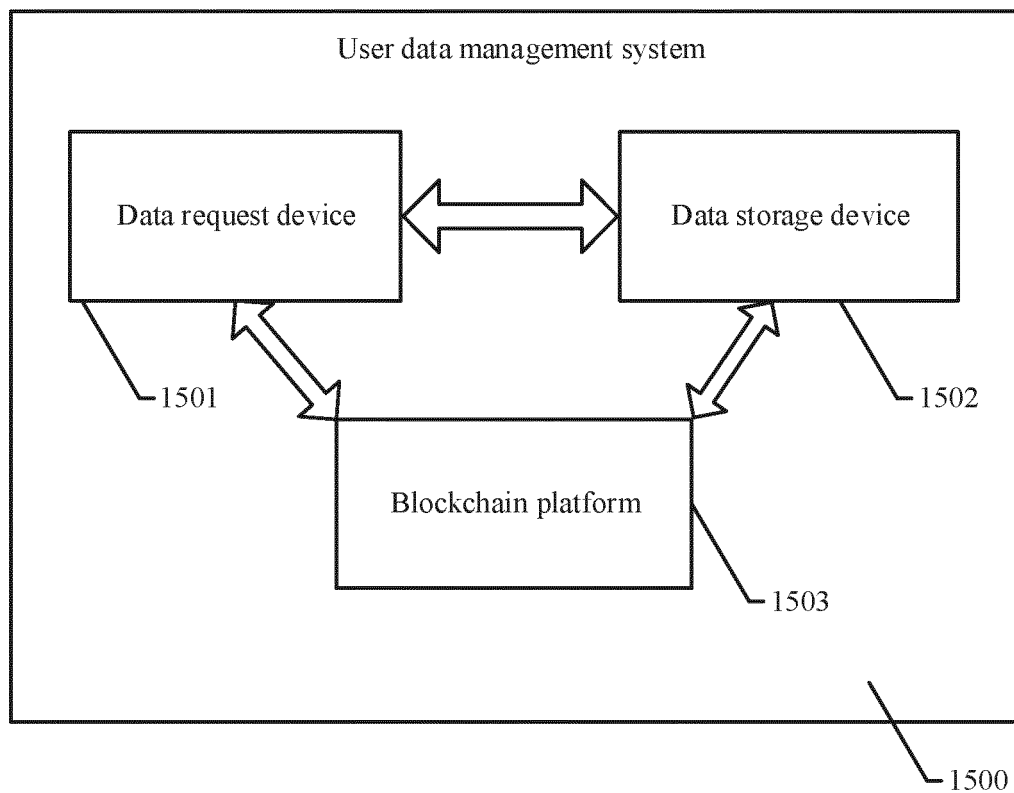 User data management system
Data request device
Data storage device
1501
1502
Blockchain platform
1503
1500